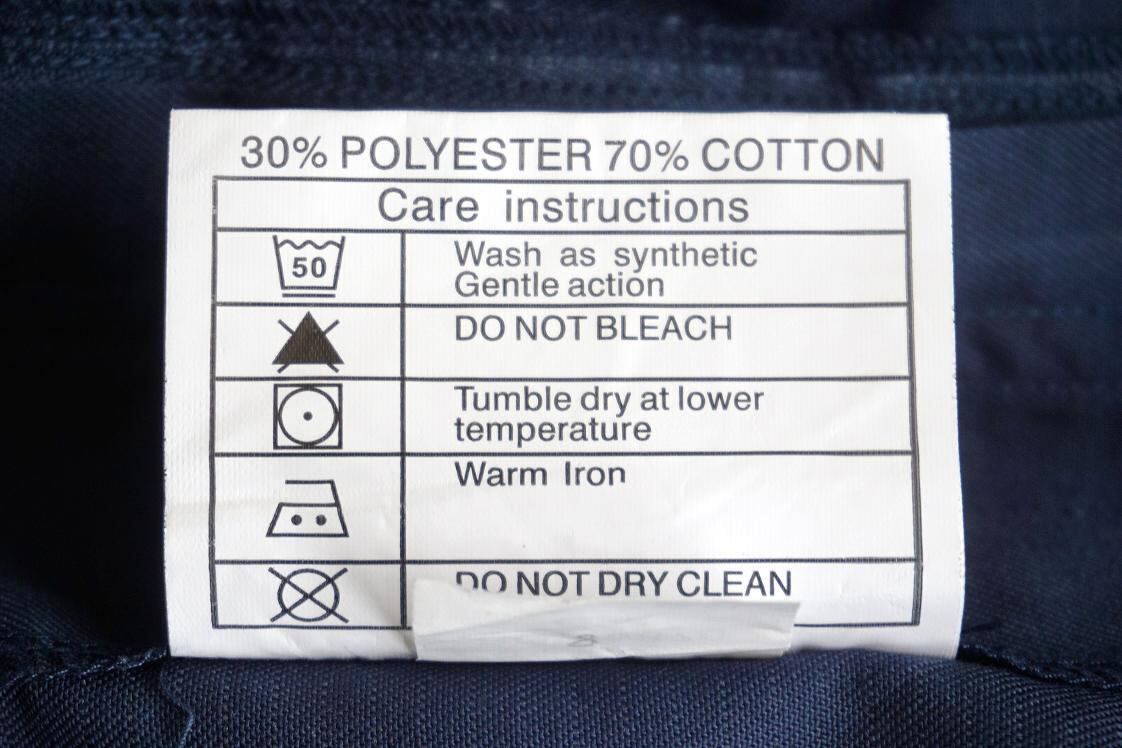 30% POLYESTER 70% COTTON
Care instructions
50
Wash as synthetic
Gentle action
DO NOT BLEACH
Tumble dry at lower
temperature
Warm Iron
DO NOT DRY CLEAN